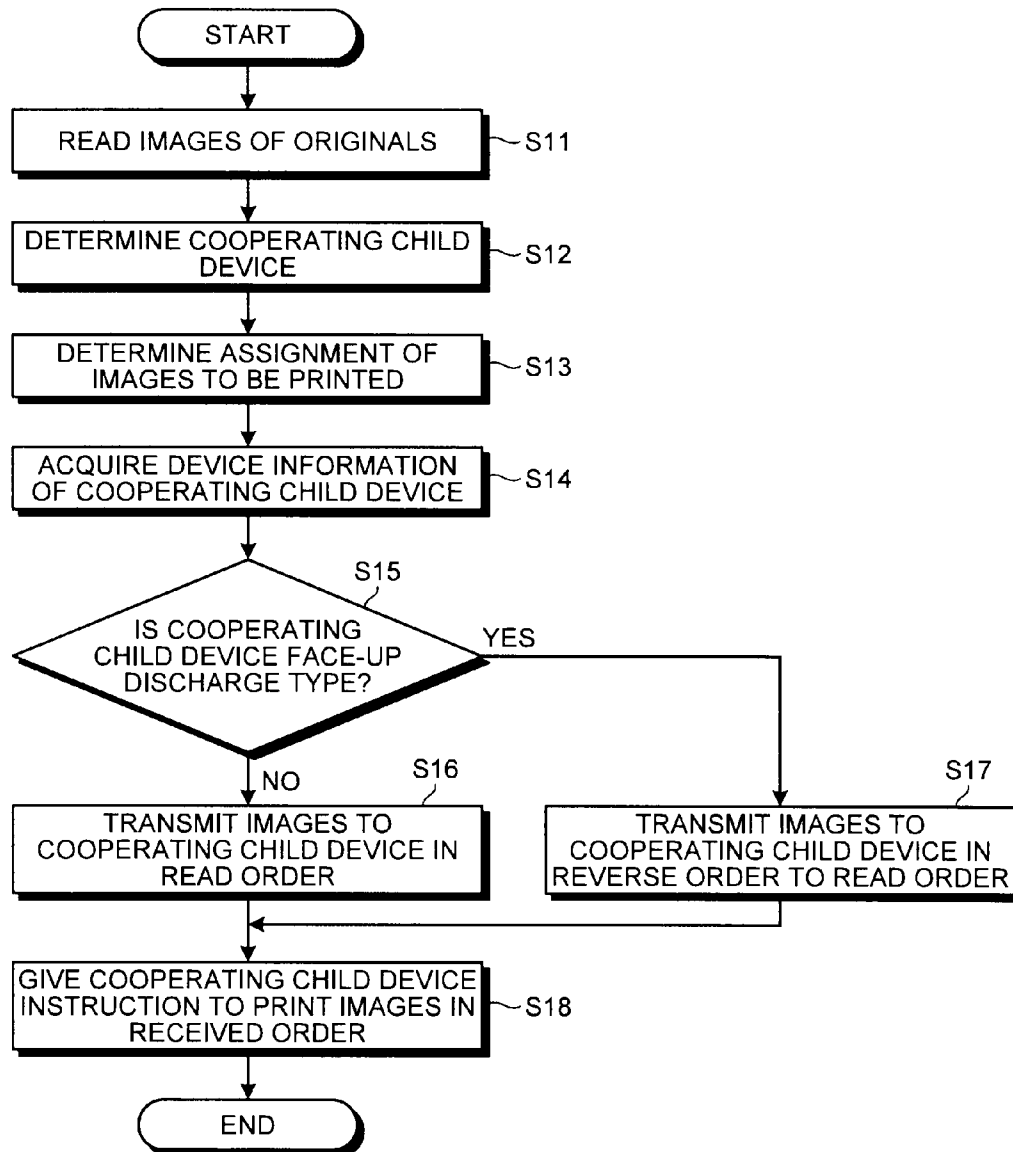 START
READ IMAGES OF ORIGINALS
S11
DETERMINE COOPERATING CHILD
DEVICE
S12
DETERMINE ASSIGNMENT OF
IMAGES TO BE PRINTED
S13
ACQUIRE DEVICE INFORMATION
OF COOPERATING CHILD DEVICE
S14
S15
IS COOPERATING
CHILD DEVICE FACE-UP
DISCHARGE TYPE?
YES
NO
S16
TRANSMIT IMAGES TO
COOPERATING CHILD DEVICE IN
READ ORDER
S17
TRANSMIT IMAGES TO
COOPERATING CHILD DEVICE IN
REVERSE ORDER TO READ ORDER
GIVE COOPERATING CHILD DEVICE
INSTRUCTION TO PRINT IMAGES IN
RECEIVED ORDER
S18
END